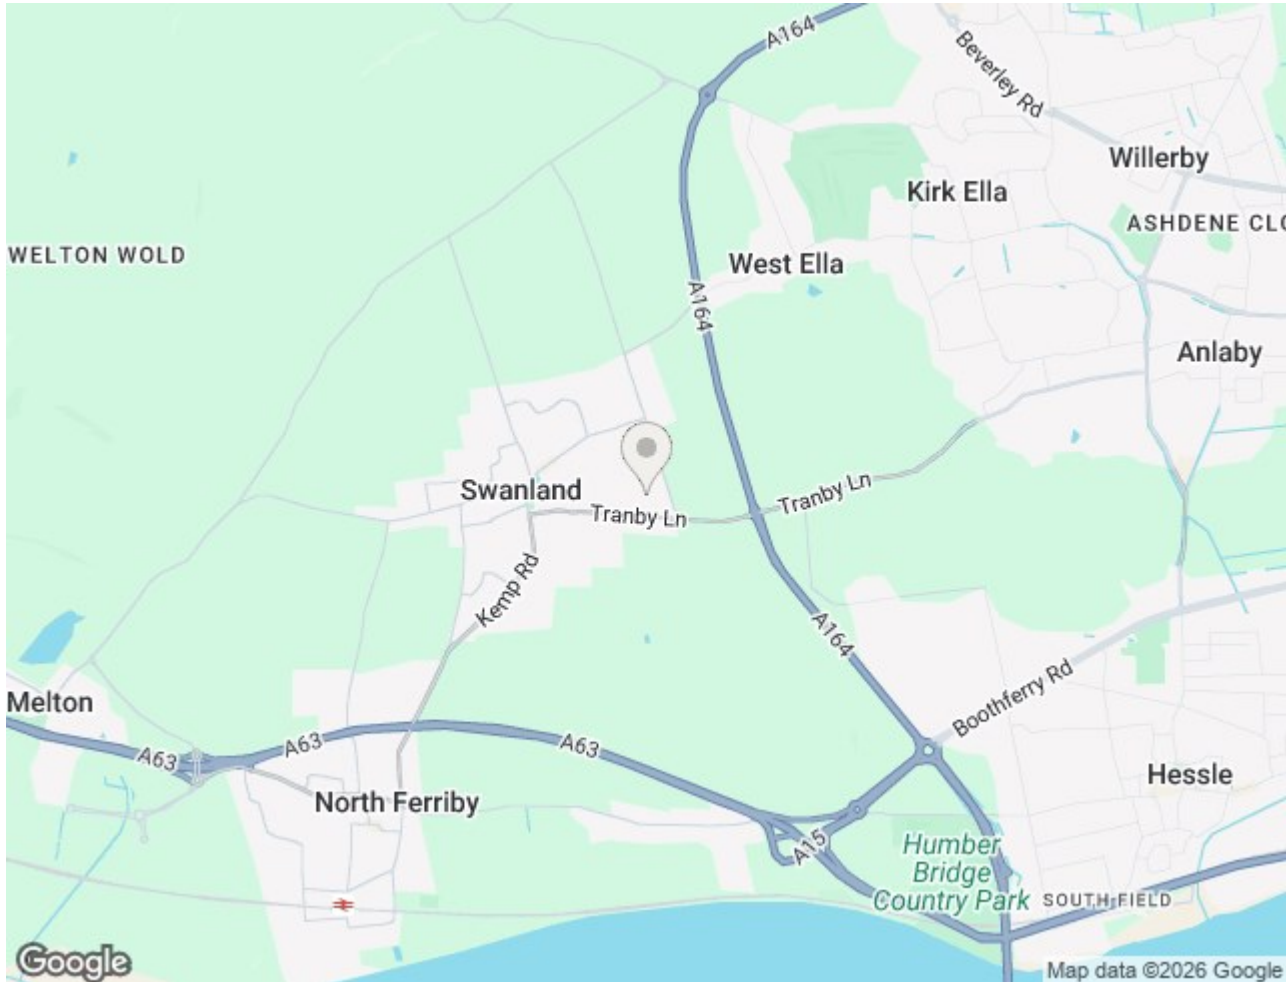 A164
Beverley Rd
Willerby
Kirk Ella
ASHDENE CLO
WELTON WOLD
West Ella
A164
Anlaby
Swanland
Tranby Ln
Tranby Ln
Kemp Rd
A164
Boothferry Rd
Melton
A63
A63
A63
Hessle
North Ferriby
A15
Humber
Bridge
Country Park
SOUTH FIELD
Google
Map data ©2026 Google